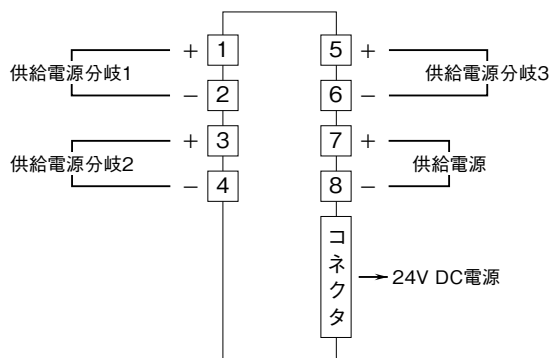 + 1
供給電源分岐1
− 2
+ 3
供給電源分岐2
− 4
5 +
供給電源分岐3
6 −
7 +
供給電源
8 −
コネクタ
24V DC電源